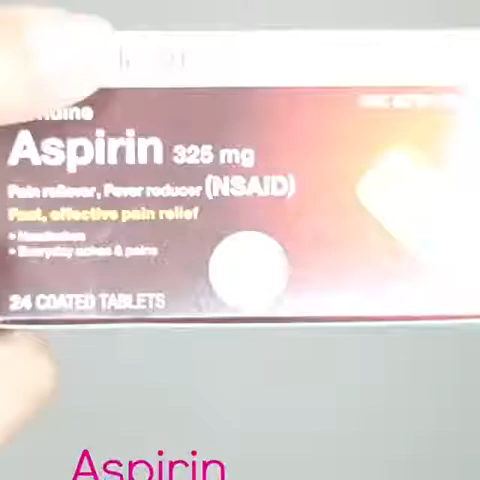 Aspirin 325 mg
Pain reliever, Fever reducer (NSAID)
Fast, effective pain relief
• Headaches
• Everyday aches & pains
24 COATED TABLETS
Aspirin